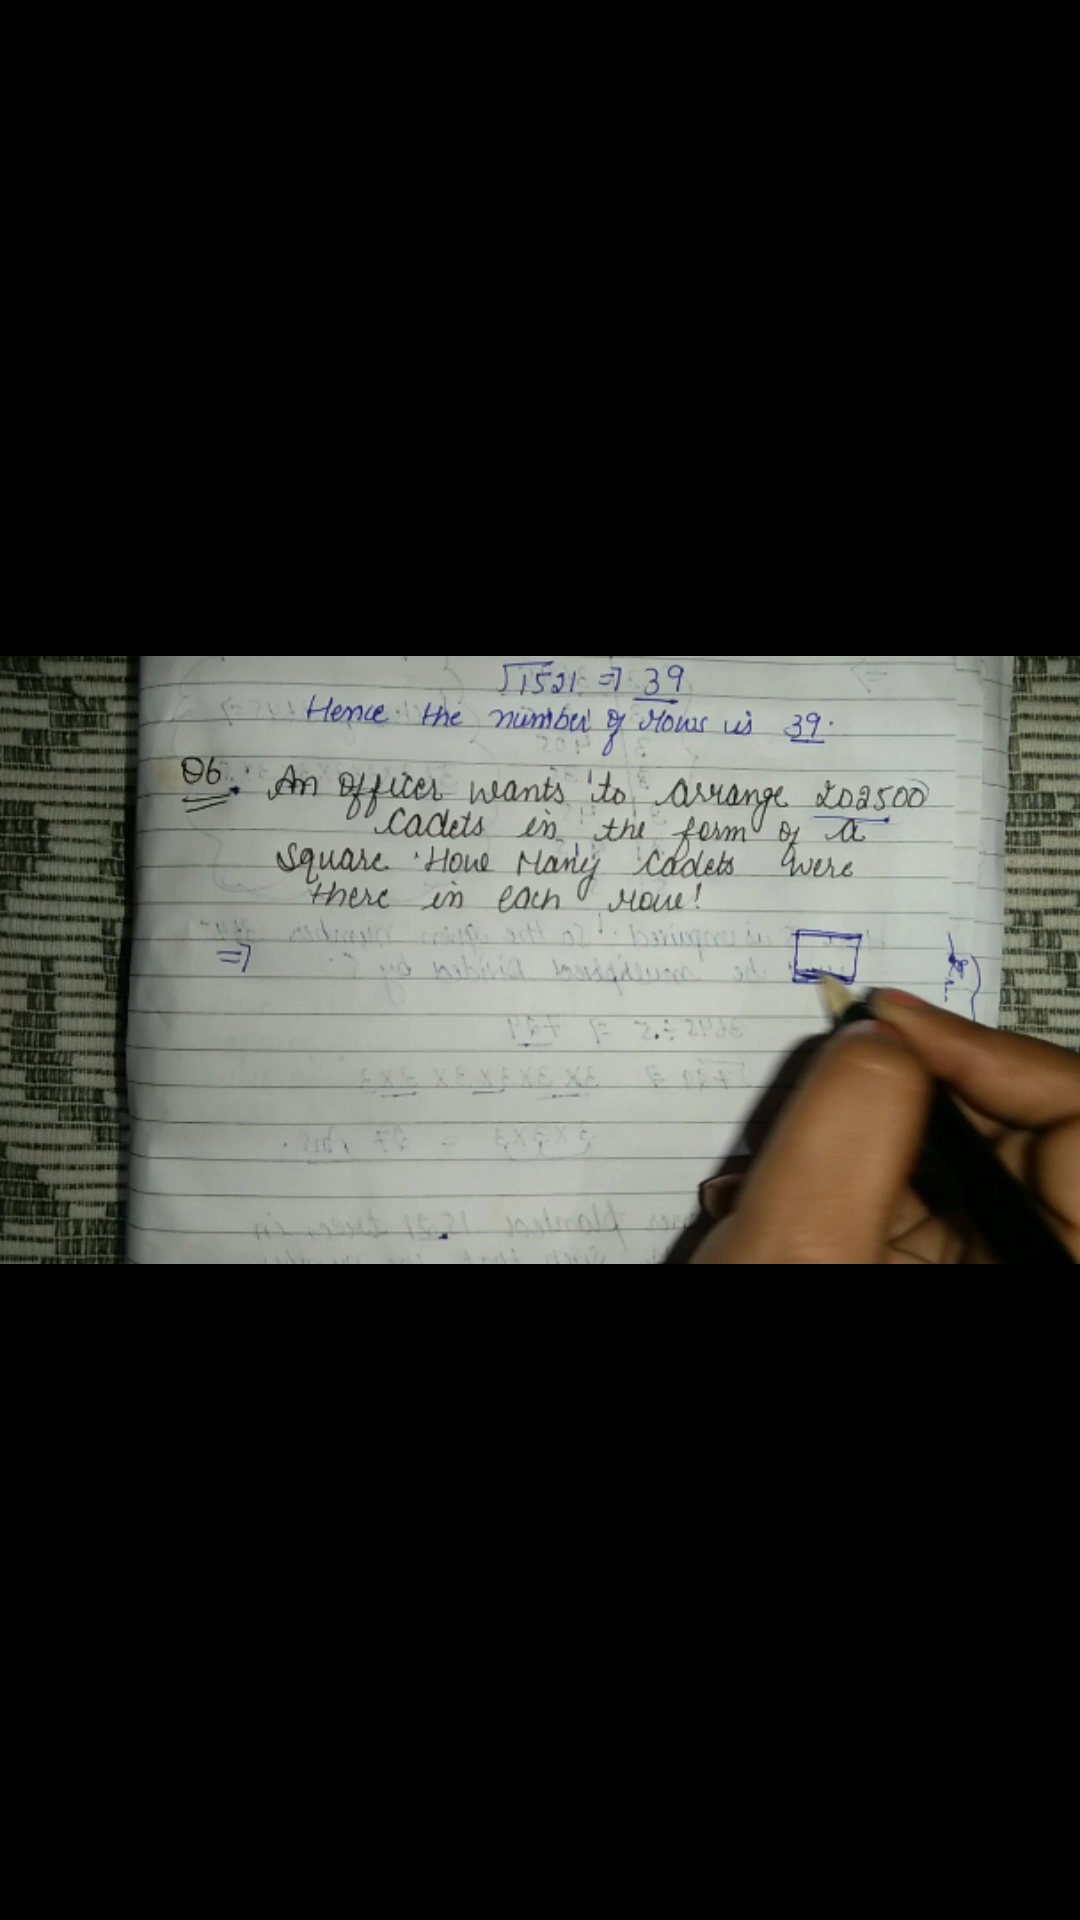 √1521 ⇒ 39
Hence the number of rows is 39.
Q6. An officer wants to arrange 202500
Cadets in the form of a
square. How Many Cadets were
there in each row!
⇒